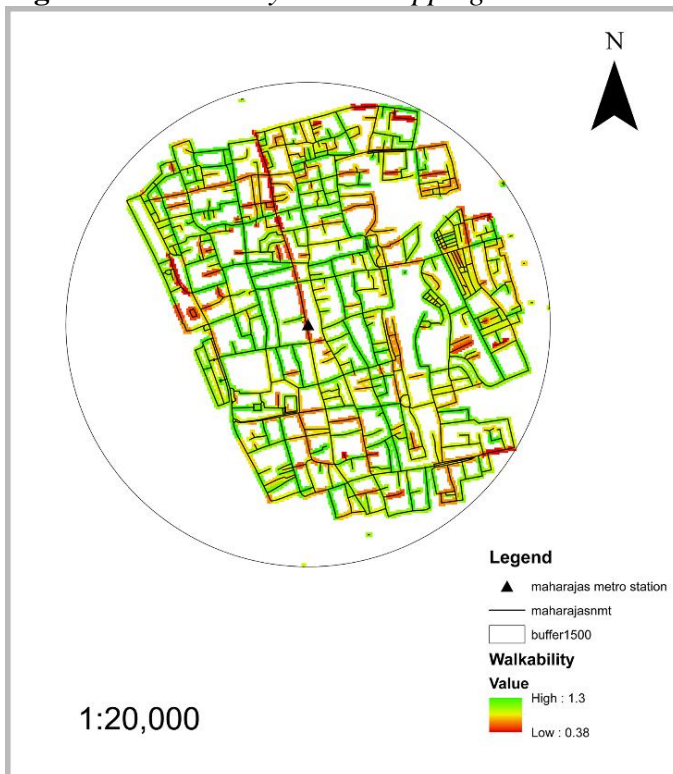 N
Legend
maharajas metro station
maharajasnmt
buffer1500
Walkability
Value
High : 1.3
Low : 0.38
1:20,000